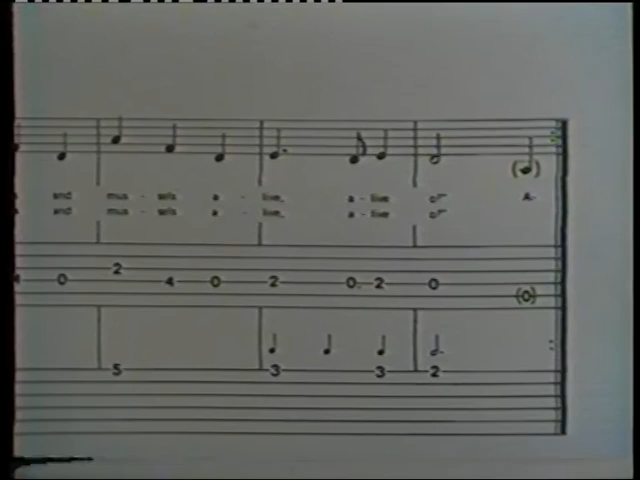 and mus - sels a - live, a - live o!" A-
and mus - sels a - live, a - live o!"
4 0 2 4 0 2 0 2 0 (0)
5 3 3 2